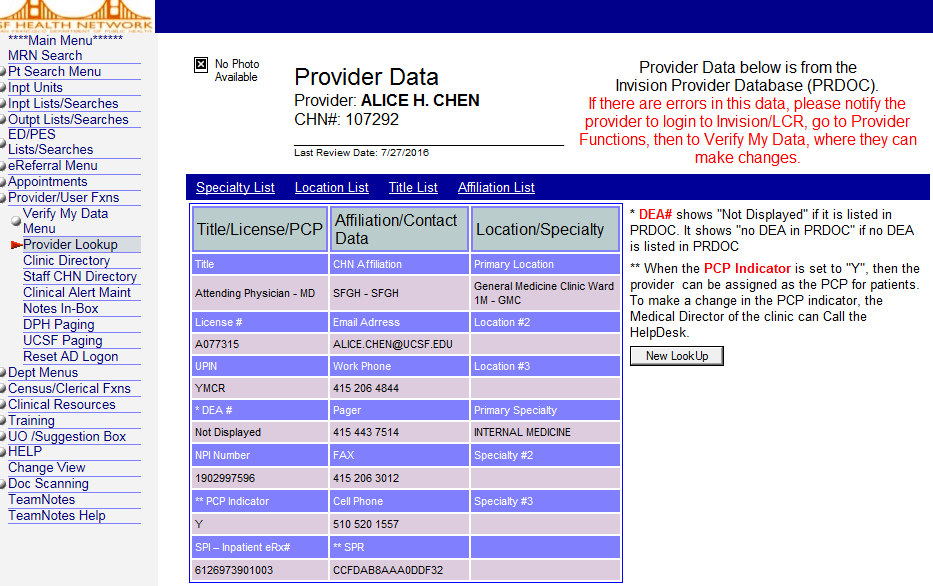 SF HEALTH NETWORK
****Main Menu******
MRN Search
Pt Search Menu
Inpt Units
Inpt Lists/Searches
Outpt Lists/Searches
ED/PES
Lists/Searches
eReferral Menu
Appointments
Provider/User Fxns
Verify My Data
Menu
Provider Lookup
Clinic Directory
Staff CHN Directory
Clinical Alert Maint
Notes In-Box
DPH Paging
UCSF Paging
Reset AD Logon
Dept Menus
Census/Clerical Fxns
Clinical Resources
Training
UO /Suggestion Box
HELP
Change View
Doc Scanning
TeamNotes
TeamNotes Help
No Photo
Available
Provider Data
Provider: ALICE H. CHEN
CHN#: 107292
Last Review Date: 7/27/2016
Provider Data below is from the
Invision Provider Database (PRDOC).
If there are errors in this data, please notify the
provider to login to Invision/LCR, go to Provider
Functions, then to Verify My Data, where they can
make changes.
Specialty List Location List Title List Affiliation List
Title/License/PCP
Affiliation/Contact
Data
Location/Specialty
Title CHN Affiliation Primary Location
Attending Physician - MD SFGH - SFGH General Medicine Clinic Ward
1M - GMC
License # Email Adrress Location #2
A077315 ALICE.CHEN@UCSF.EDU
UPIN Work Phone Location #3
YMCR 415 206 4844
* DEA # Pager Primary Specialty
Not Displayed 415 443 7514 INTERNAL MEDICINE
NPI Number FAX Specialty #2
1902997596 415 206 3012
** PCP Indicator Cell Phone Specialty #3
Y 510 520 1557
SPI – Inpatient eRx# ** SPR
6126973901003 CCFDAB8AAA0DDF32
* DEA# shows "Not Displayed" if it is listed in
PRDOC. It shows "no DEA in PRDOC" if no DEA
is listed in PRDOC
** When the PCP Indicator is set to "Y", then the
provider can be assigned as the PCP for patients.
To make a change in the PCP indicator, the
Medical Director of the clinic can Call the
HelpDesk.
New LookUp